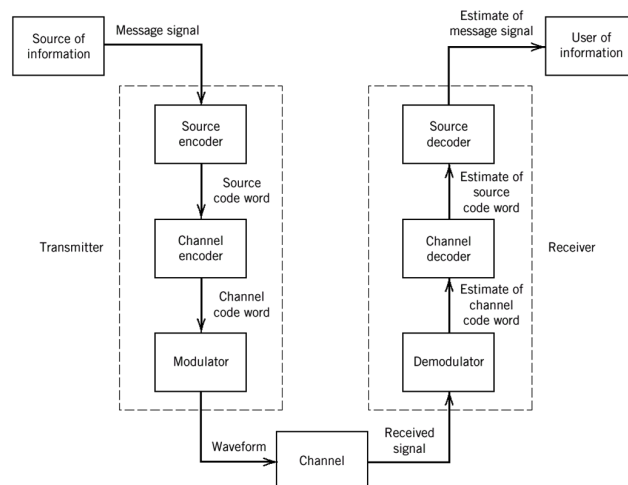 Source of
information
Message signal
Source
encoder
Source
code word
Transmitter
Channel
encoder
Channel
code word
Modulator
Waveform
Channel
Received
signal
Demodulator
Estimate of
channel
code word
Channel
decoder
Receiver
Estimate of
source
code word
Source
decoder
Estimate of
message signal
User of
information